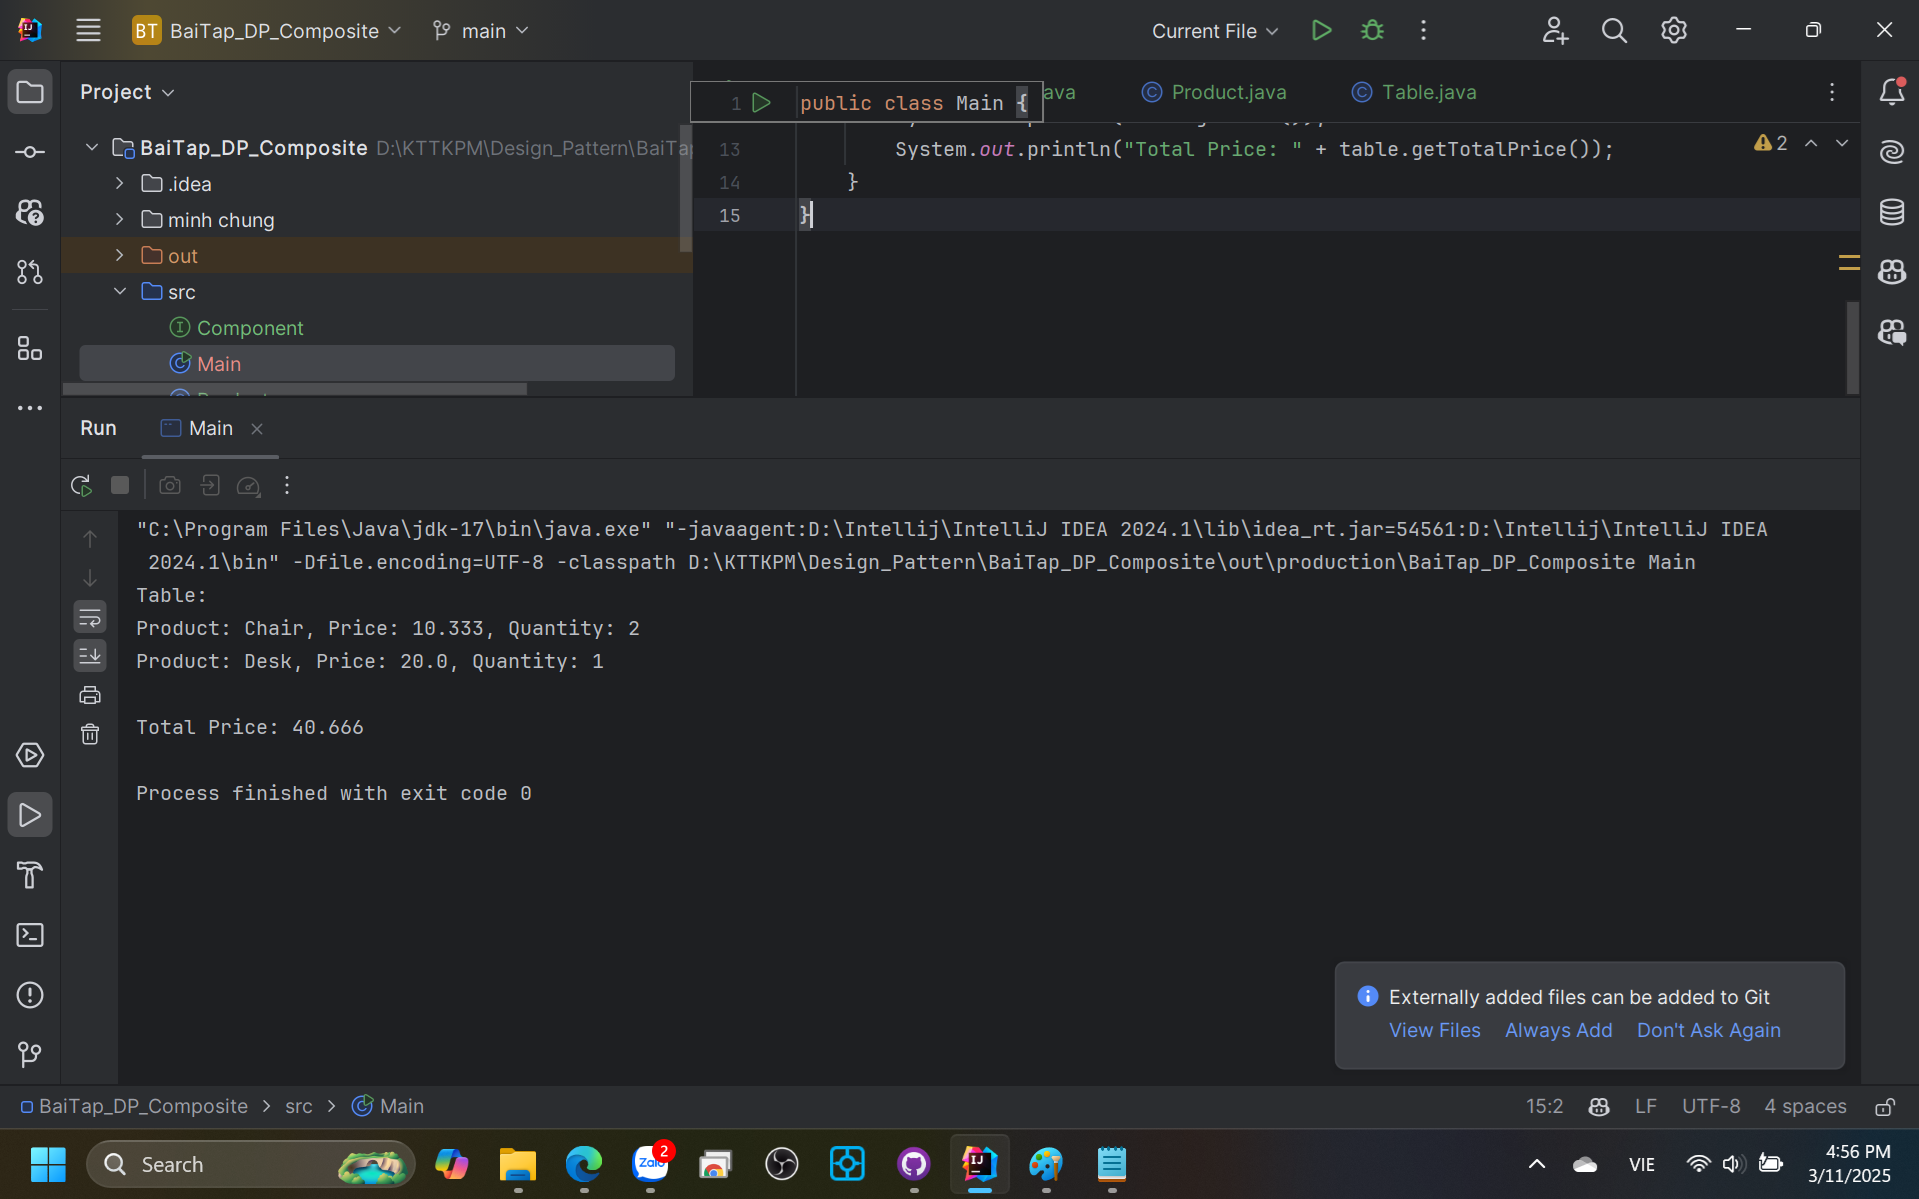 BT BaiTap_DP_Composite main Current File
Project
BaiTap_DP_Composite D:\KTTKPM\Design_Pattern\BaiTa
.idea
minh chung
out
src
Component
Main
1 public class Main {
ava Product.java Table.java
13 System.out.println("Total Price: " + table.getTotalPrice());
14 }
15 }
2
Run Main
"C:\Program Files\Java\jdk-17\bin\java.exe" "-javaagent:D:\Intellij\IntelliJ IDEA 2024.1\lib\idea_rt.jar=54561:D:\Intellij\IntelliJ IDEA
2024.1\bin" -Dfile.encoding=UTF-8 -classpath D:\KTTKPM\Design_Pattern\BaiTap_DP_Composite\out\production\BaiTap_DP_Composite Main
Table:
Product: Chair, Price: 10.333, Quantity: 2
Product: Desk, Price: 20.0, Quantity: 1
Total Price: 40.666
Process finished with exit code 0
Externally added files can be added to Git
View Files Always Add Don't Ask Again
BaiTap_DP_Composite > src > Main 15:2 LF UTF-8 4 spaces
Search Zalo 2 IJ VIE 4:56 PM
3/11/2025